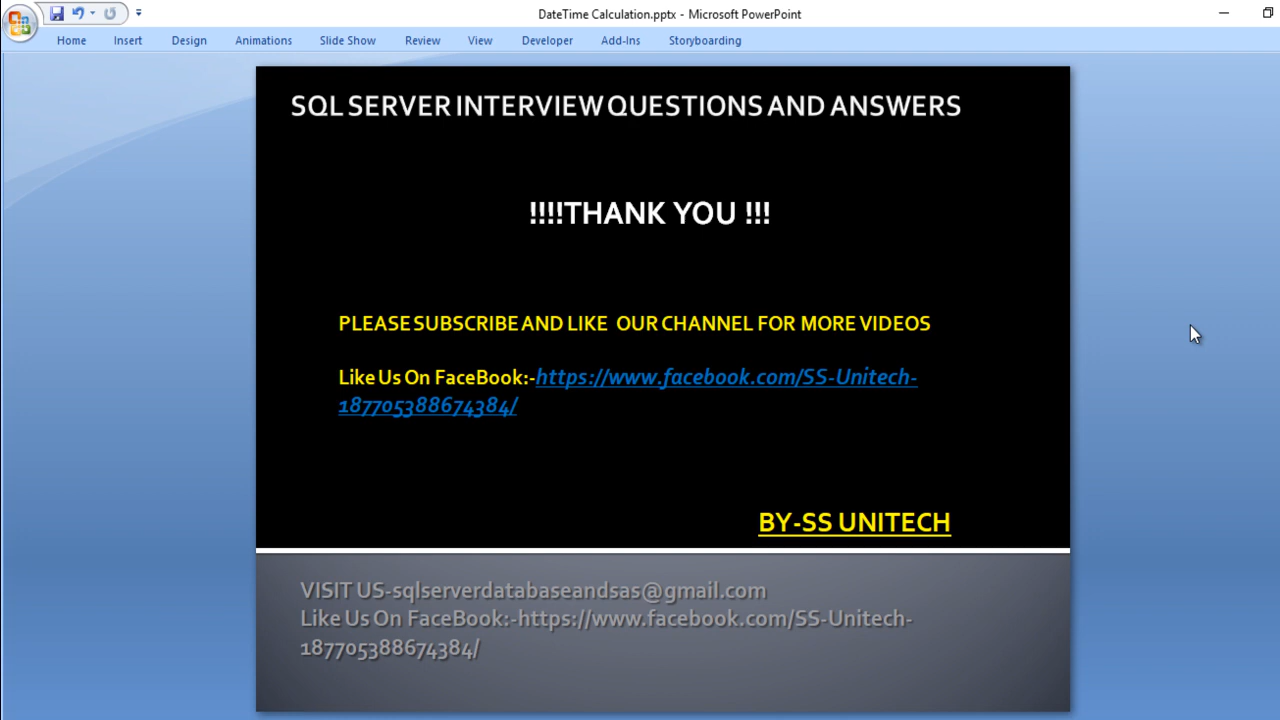 DateTime Calculation.pptx - Microsoft PowerPoint
Home Insert Design Animations Slide Show Review View Developer Add-Ins Storyboarding
SQL SERVER INTERVIEW QUESTIONS AND ANSWERS
!!!!THANK YOU !!!
PLEASE SUBSCRIBE AND LIKE OUR CHANNEL FOR MORE VIDEOS
Like Us On FaceBook:-https://www.facebook.com/SS-Unitech-
187705388674384/
BY-SS UNITECH
VISIT US-sqlserverdatabaseandsas@gmail.com
Like Us On FaceBook:-https://www.facebook.com/SS-Unitech-
187705388674384/